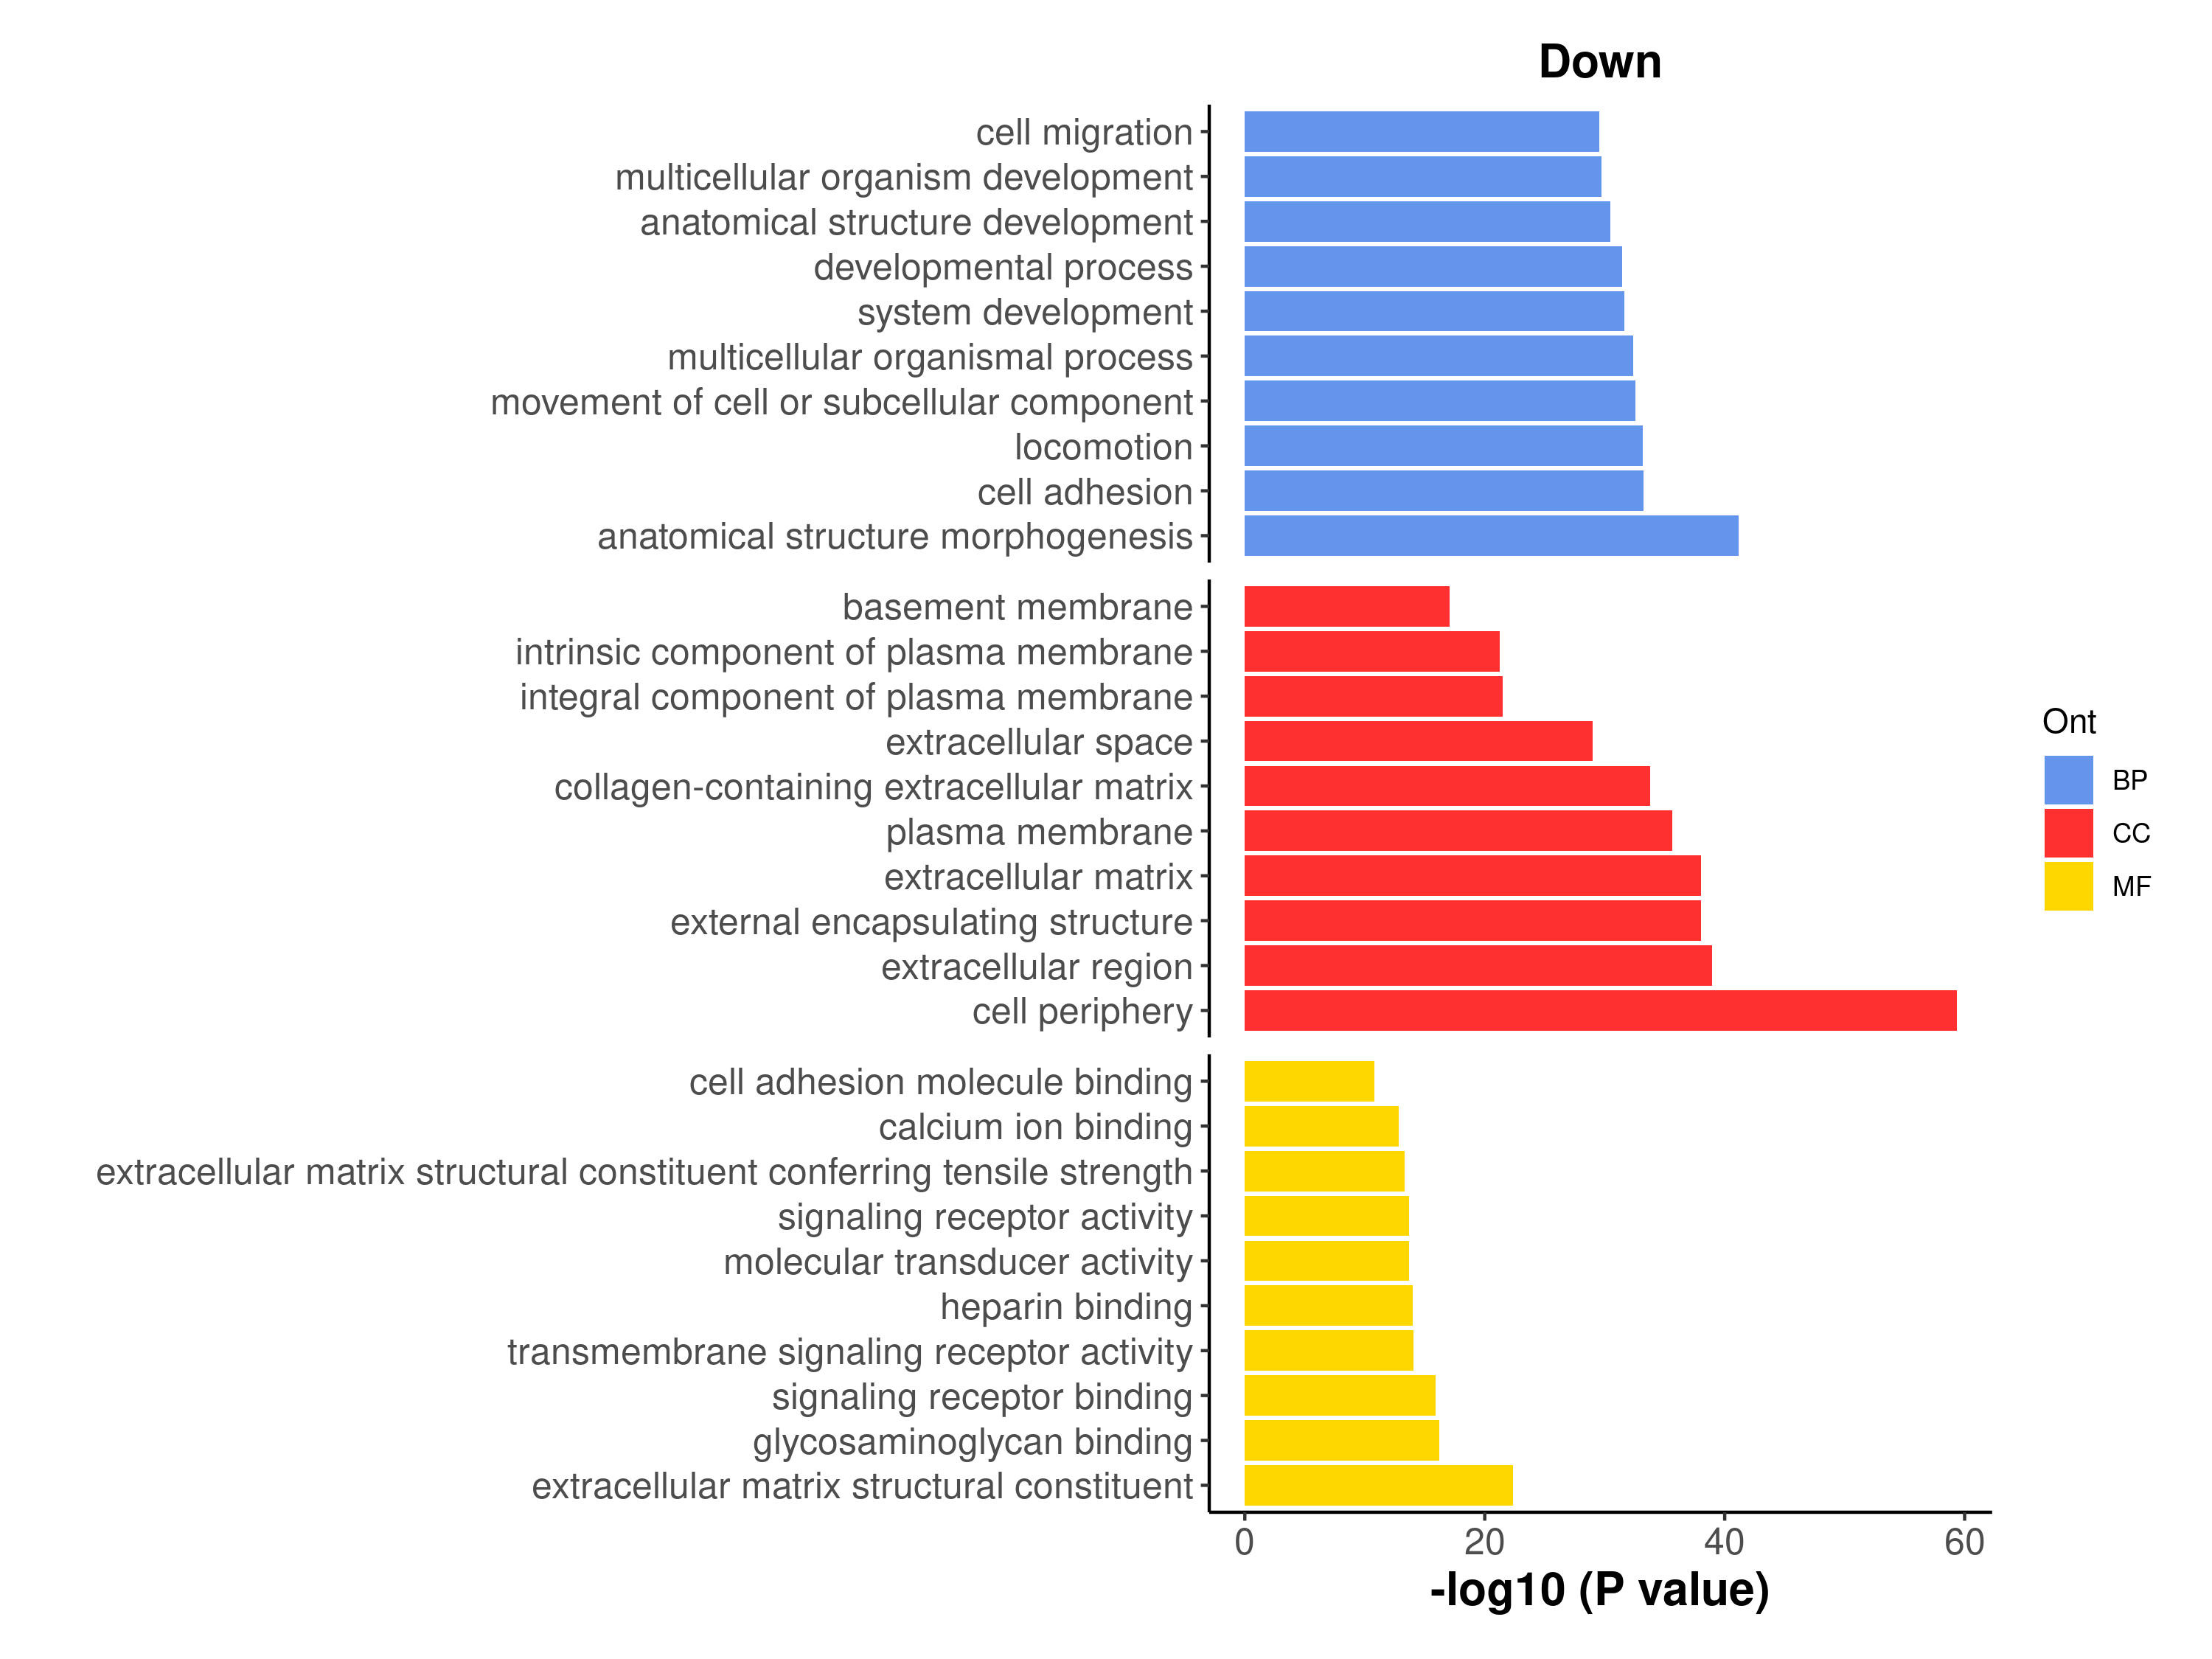 Down
cell migration
multicellular organism development
anatomical structure development
developmental process
system development
multicellular organismal process
movement of cell or subcellular component
locomotion
cell adhesion
anatomical structure morphogenesis
basement membrane
intrinsic component of plasma membrane
integral component of plasma membrane
extracellular space
collagen-containing extracellular matrix
plasma membrane
extracellular matrix
external encapsulating structure
extracellular region
cell periphery
cell adhesion molecule binding
calcium ion binding
extracellular matrix structural constituent conferring tensile strength
signaling receptor activity
molecular transducer activity
heparin binding
transmembrane signaling receptor activity
signaling receptor binding
glycosaminoglycan binding
extracellular matrix structural constituent
0 20 40 60
-log10 (P value)
Ont
BP
CC
MF